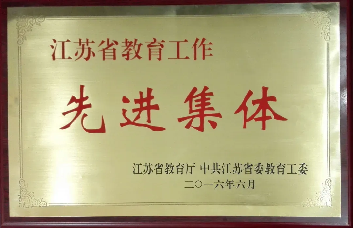 江苏省教育工作
先进集体
江苏省教育厅 中共江苏省委教育工委
二〇一六年六月